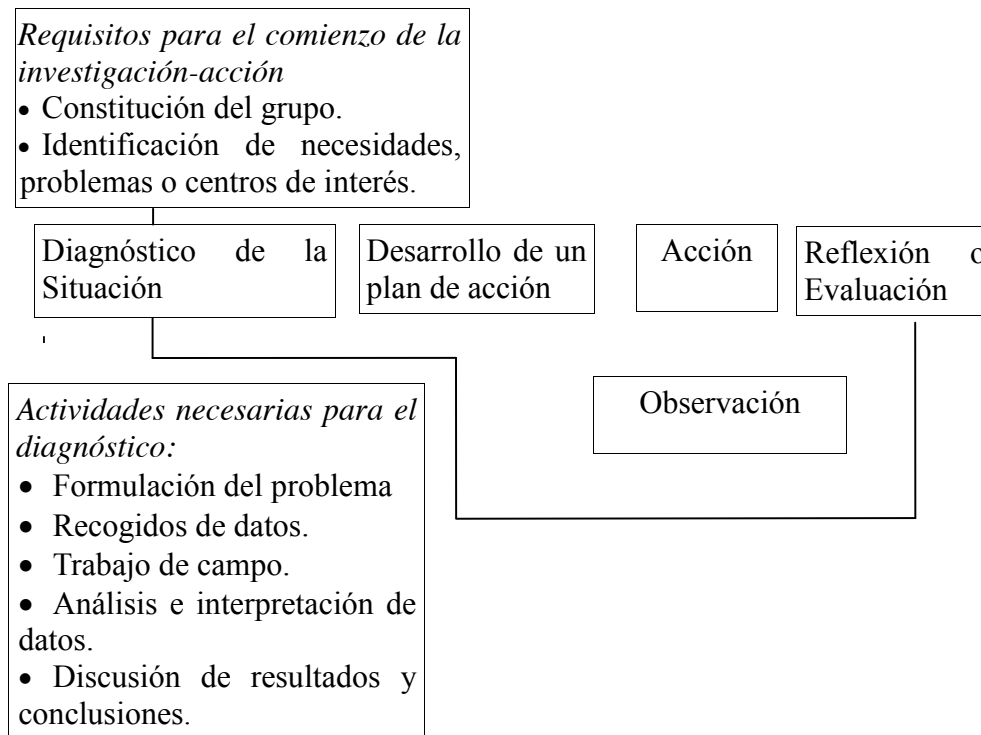 Requisitos para el comienzo de la
investigación-acción
• Constitución del grupo.
• Identificación de necesidades,
problemas o centros de interés.
Diagnóstico de la
Situación
Desarrollo de un
plan de acción
Acción
Reflexión o
Evaluación
Observación
Actividades necesarias para el
diagnóstico:
• Formulación del problema
• Recogidos de datos.
• Trabajo de campo.
• Análisis e interpretación de
datos.
• Discusión de resultados y
conclusiones.